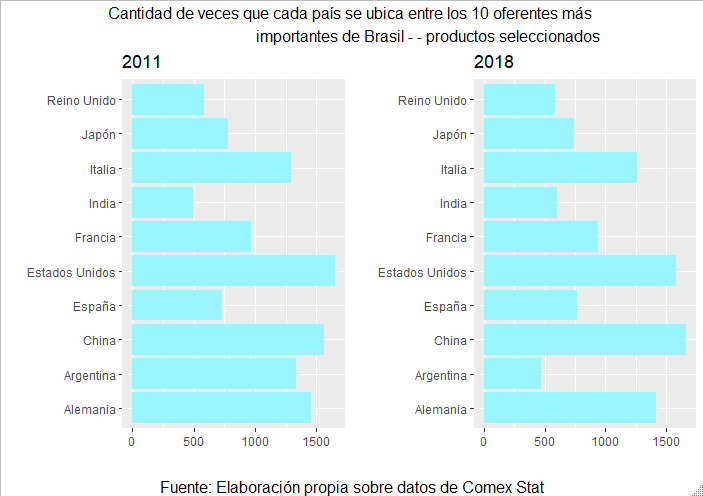 Cantidad de veces que cada país se ubica entre los 10 oferentes más
importantes de Brasil - - productos seleccionados
2011
Reino Unido
Japón
Italia
India
Francia
Estados Unidos
España
China
Argentina
Alemania
0 500 1000 1500
2018
Reino Unido
Japón
Italia
India
Francia
Estados Unidos
España
China
Argentina
Alemania
0 500 1000 1500
Fuente: Elaboración propia sobre datos de Comex Stat